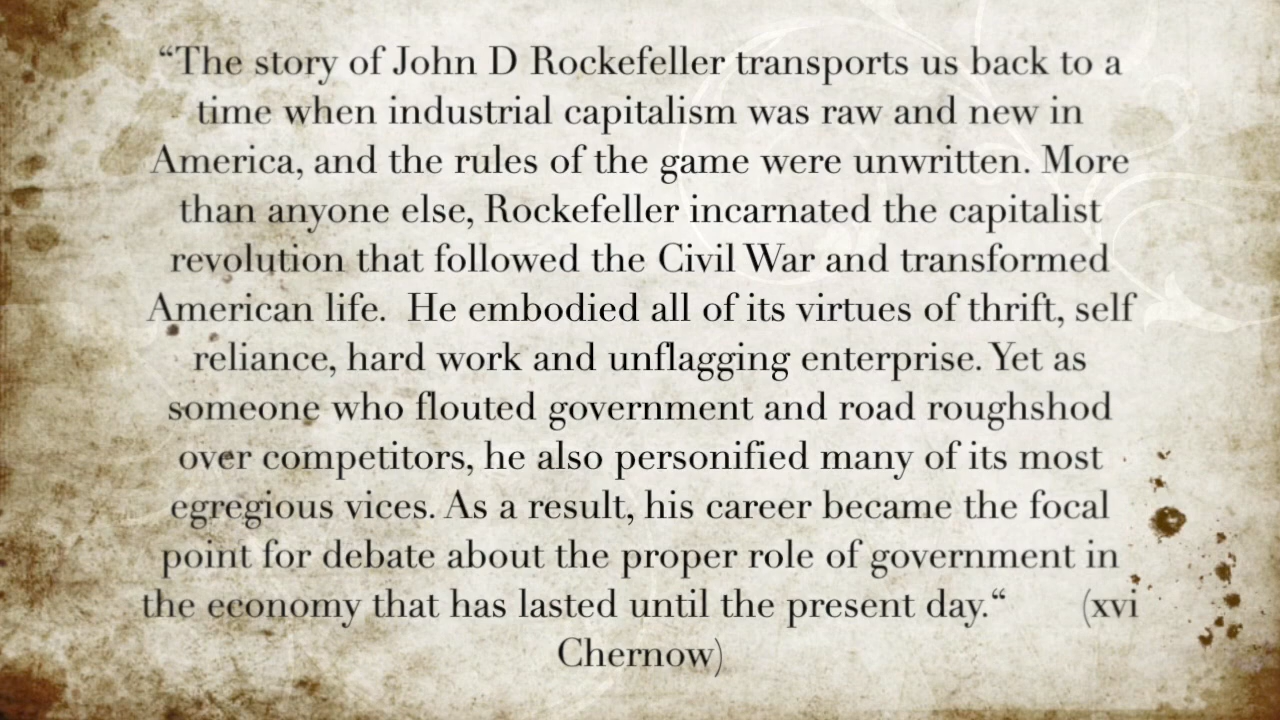 “The story of John D Rockefeller transports us back to a
time when industrial capitalism was raw and new in
America, and the rules of the game were unwritten. More
than anyone else, Rockefeller incarnated the capitalist
revolution that followed the Civil War and transformed
American life.  He embodied all of its virtues of thrift, self
reliance, hard work and unflagging enterprise. Yet as
someone who flouted government and road roughshod
over competitors, he also personified many of its most
egregious vices. As a result, his career became the focal
point for debate about the proper role of government in
the economy that has lasted until the present day.“ (xvi
Chernow)